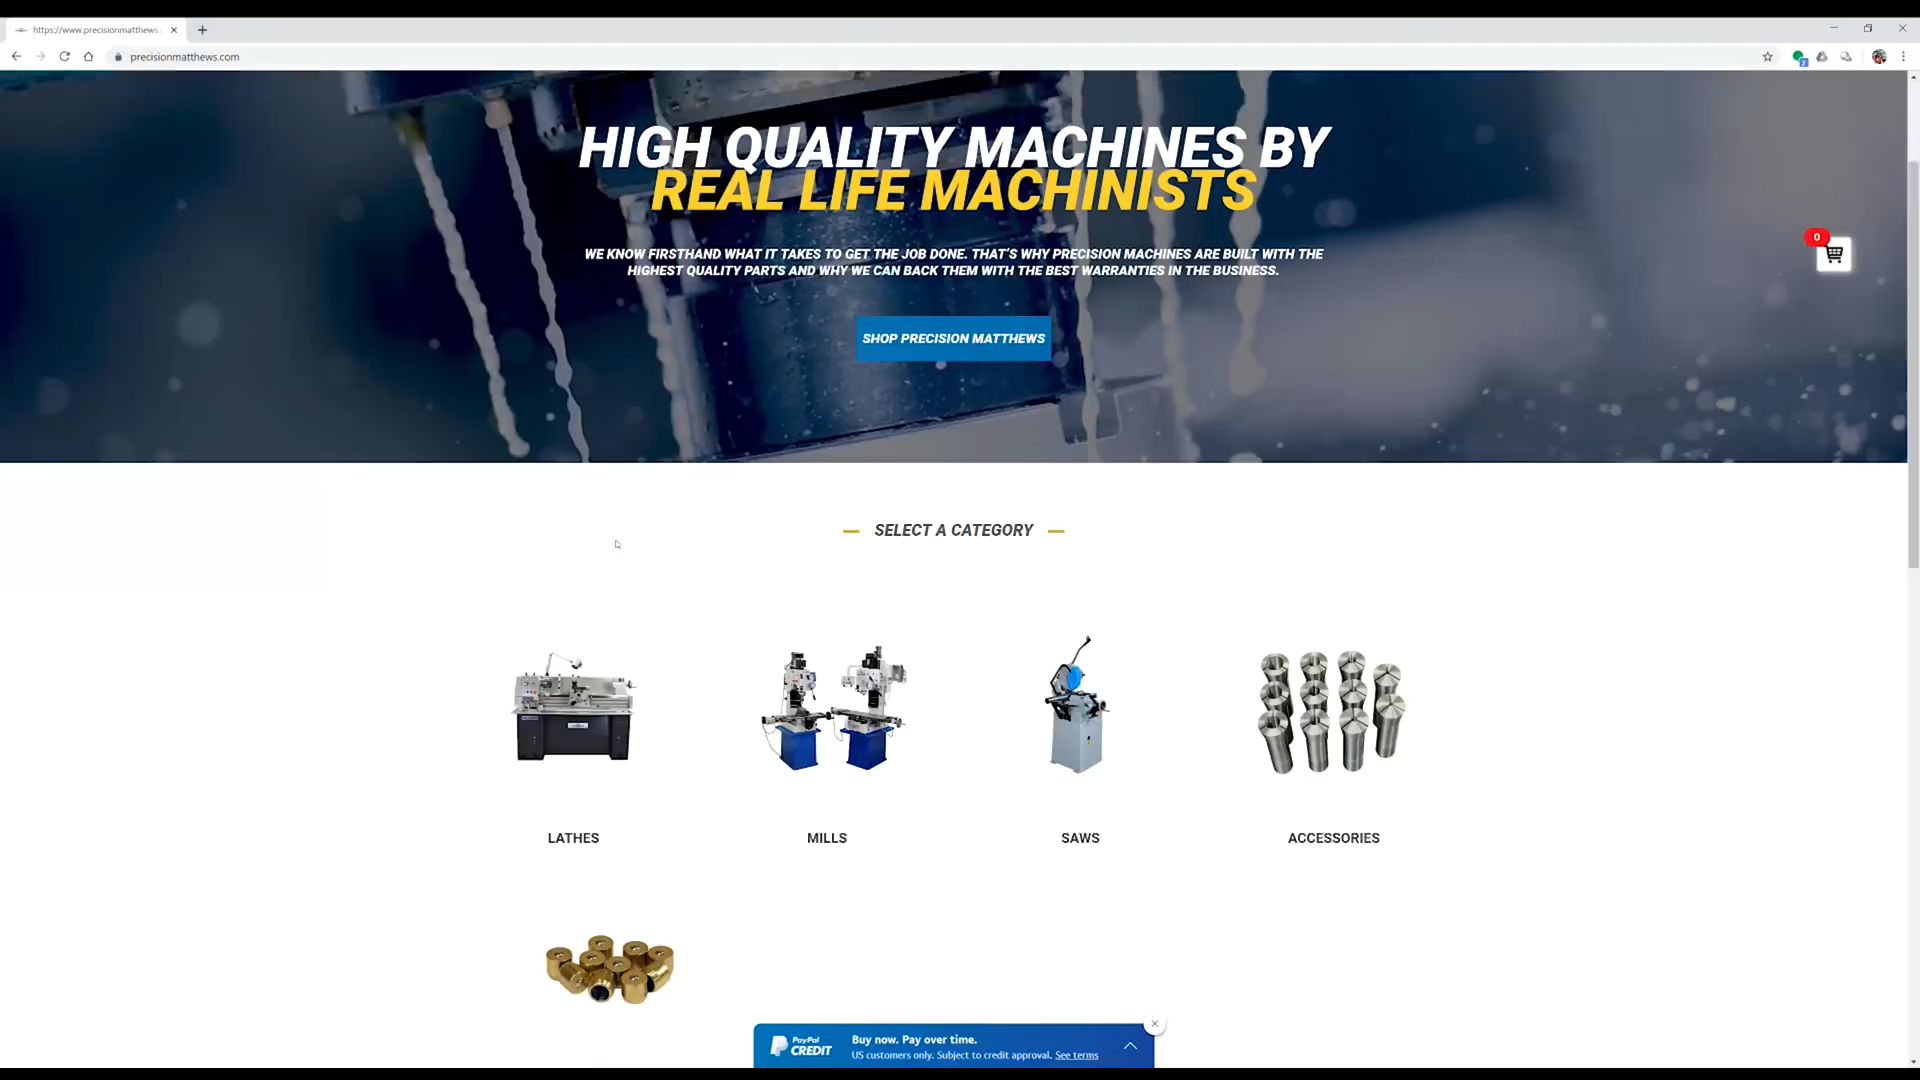 https://www.precisionmatthews.
precisionmatthews.com
HIGH QUALITY MACHINES BY
REAL LIFE MACHINISTS
WE KNOW FIRSTHAND WHAT IT TAKES TO GET THE JOB DONE. THAT'S WHY PRECISION MACHINES ARE BUILT WITH THE
HIGHEST QUALITY PARTS AND WHY WE CAN BACK THEM WITH THE BEST WARRANTIES IN THE BUSINESS.
0
SHOP PRECISION MATTHEWS
SELECT A CATEGORY
LATHES
MILLS
SAWS
ACCESSORIES
PayPal
CREDIT
Buy now. Pay over time.
US customers only. Subject to credit approval. See terms